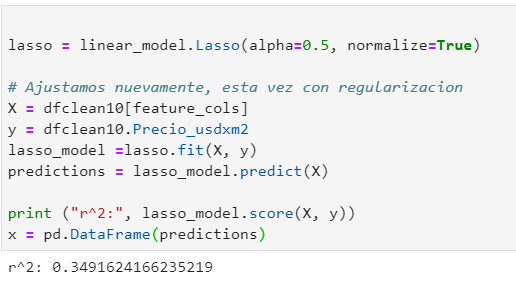 lasso = linear_model.Lasso(alpha=0.5, normalize=True)
# Ajustamos nuevamente, esta vez con regularizacion
X = dfclean10[feature_cols]
y = dfclean10.Precio_usdxm2
lasso_model =lasso.fit(X, y)
predictions = lasso_model.predict(X)
print ("r^2:", lasso_model.score(X, y))
x = pd.DataFrame(predictions)
r^2: 0.3491624166235219